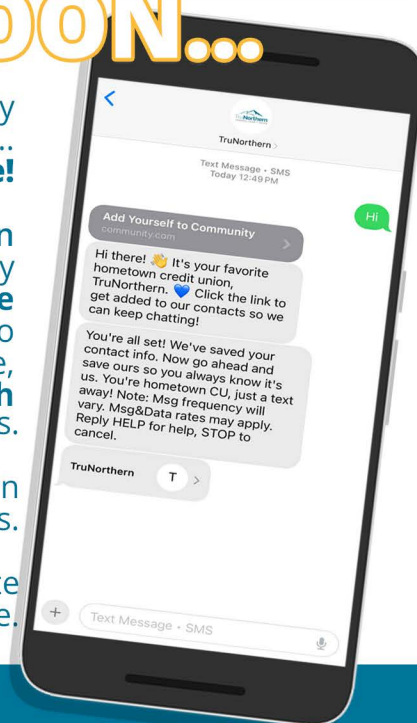 OON...
y
..
e!
n
y
e
o
e,
h
s.
n
s.
te
e.
TruNorthern
TruNorthern
Text Message • SMS
Today 12:49 PM
Hi
Add Yourself to Community
community.com
Hi there! 👋 It's your favorite
hometown credit union,
TruNorthern. 💙 Click the link to
get added to our contacts so we
can keep chatting!
You're all set! We've saved your
contact info. Now go ahead and
save ours so you always know it's
us. You're hometown CU, just a text
away! Note: Msg frequency will
vary. Msg&Data rates may apply.
Reply HELP for help, STOP to
cancel.
TruNorthern
T
Text Message • SMS